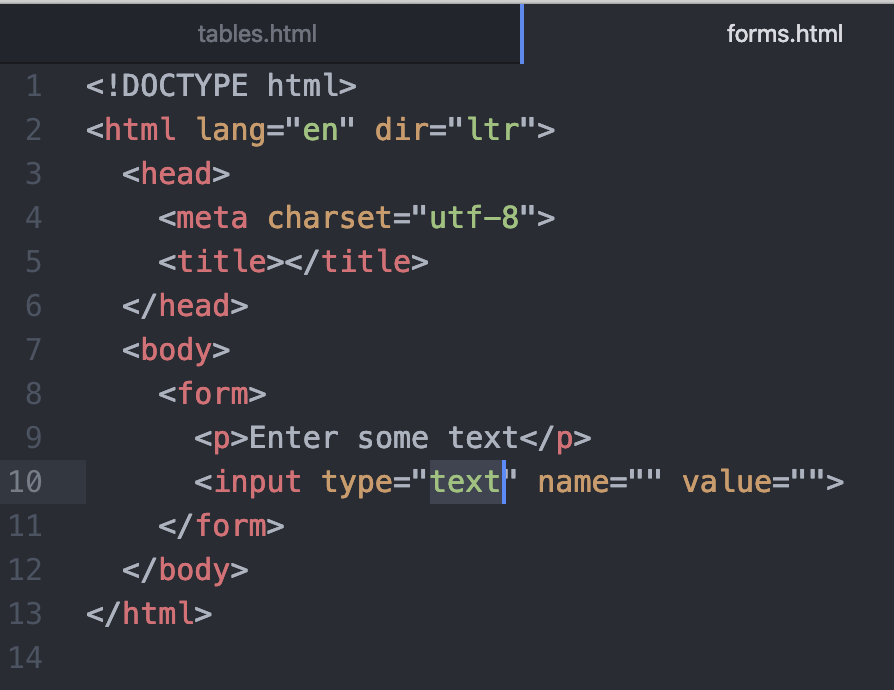 tables.html forms.html
1 <!DOCTYPE html>
2 <html lang="en" dir="ltr">
3   <head>
4     <meta charset="utf-8">
5     <title></title>
6   </head>
7   <body>
8     <form>
9       <p>Enter some text</p>
10       <input type="text" name="" value="">
11     </form>
12   </body>
13 </html>
14